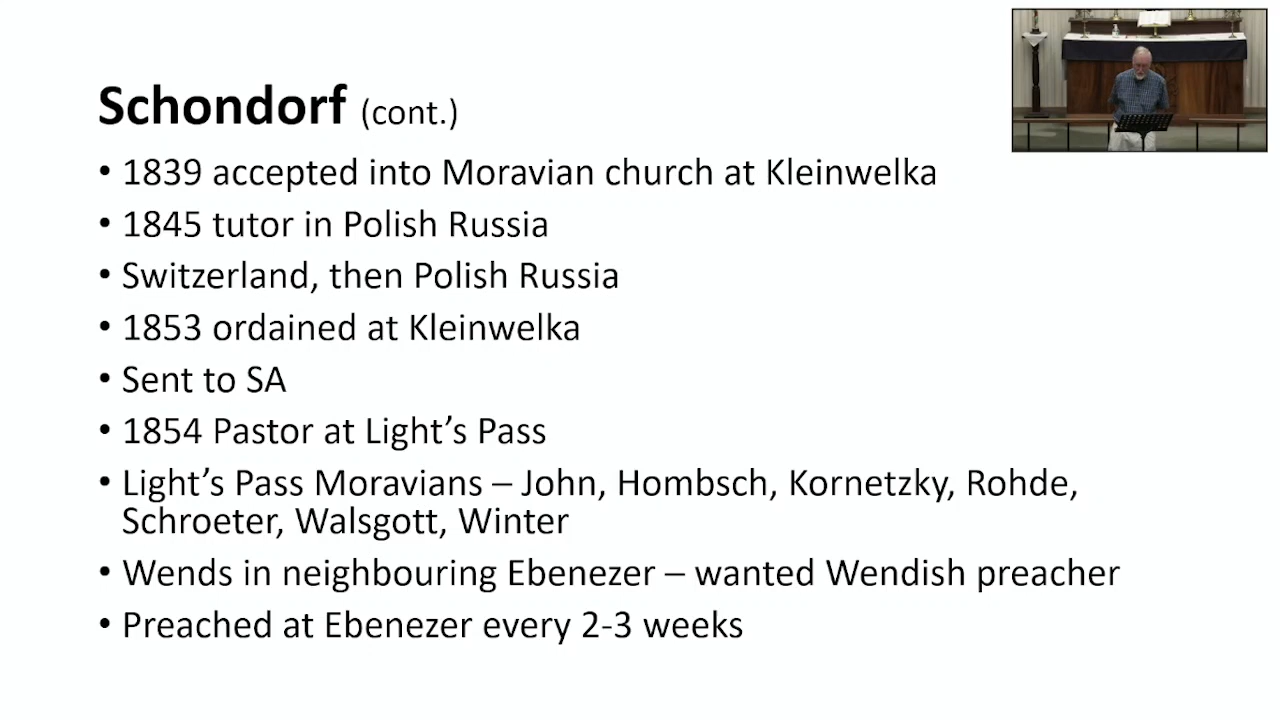 Schondorf (cont.)
• 1839 accepted into Moravian church at Kleinwelka
• 1845 tutor in Polish Russia
• Switzerland, then Polish Russia
• 1853 ordained at Kleinwelka
• Sent to SA
• 1854 Pastor at Light’s Pass
• Light’s Pass Moravians – John, Hombsch, Kornetzky, Rohde,
Schroeter, Walsgott, Winter
• Wends in neighbouring Ebenezer – wanted Wendish preacher
• Preached at Ebenezer every 2-3 weeks